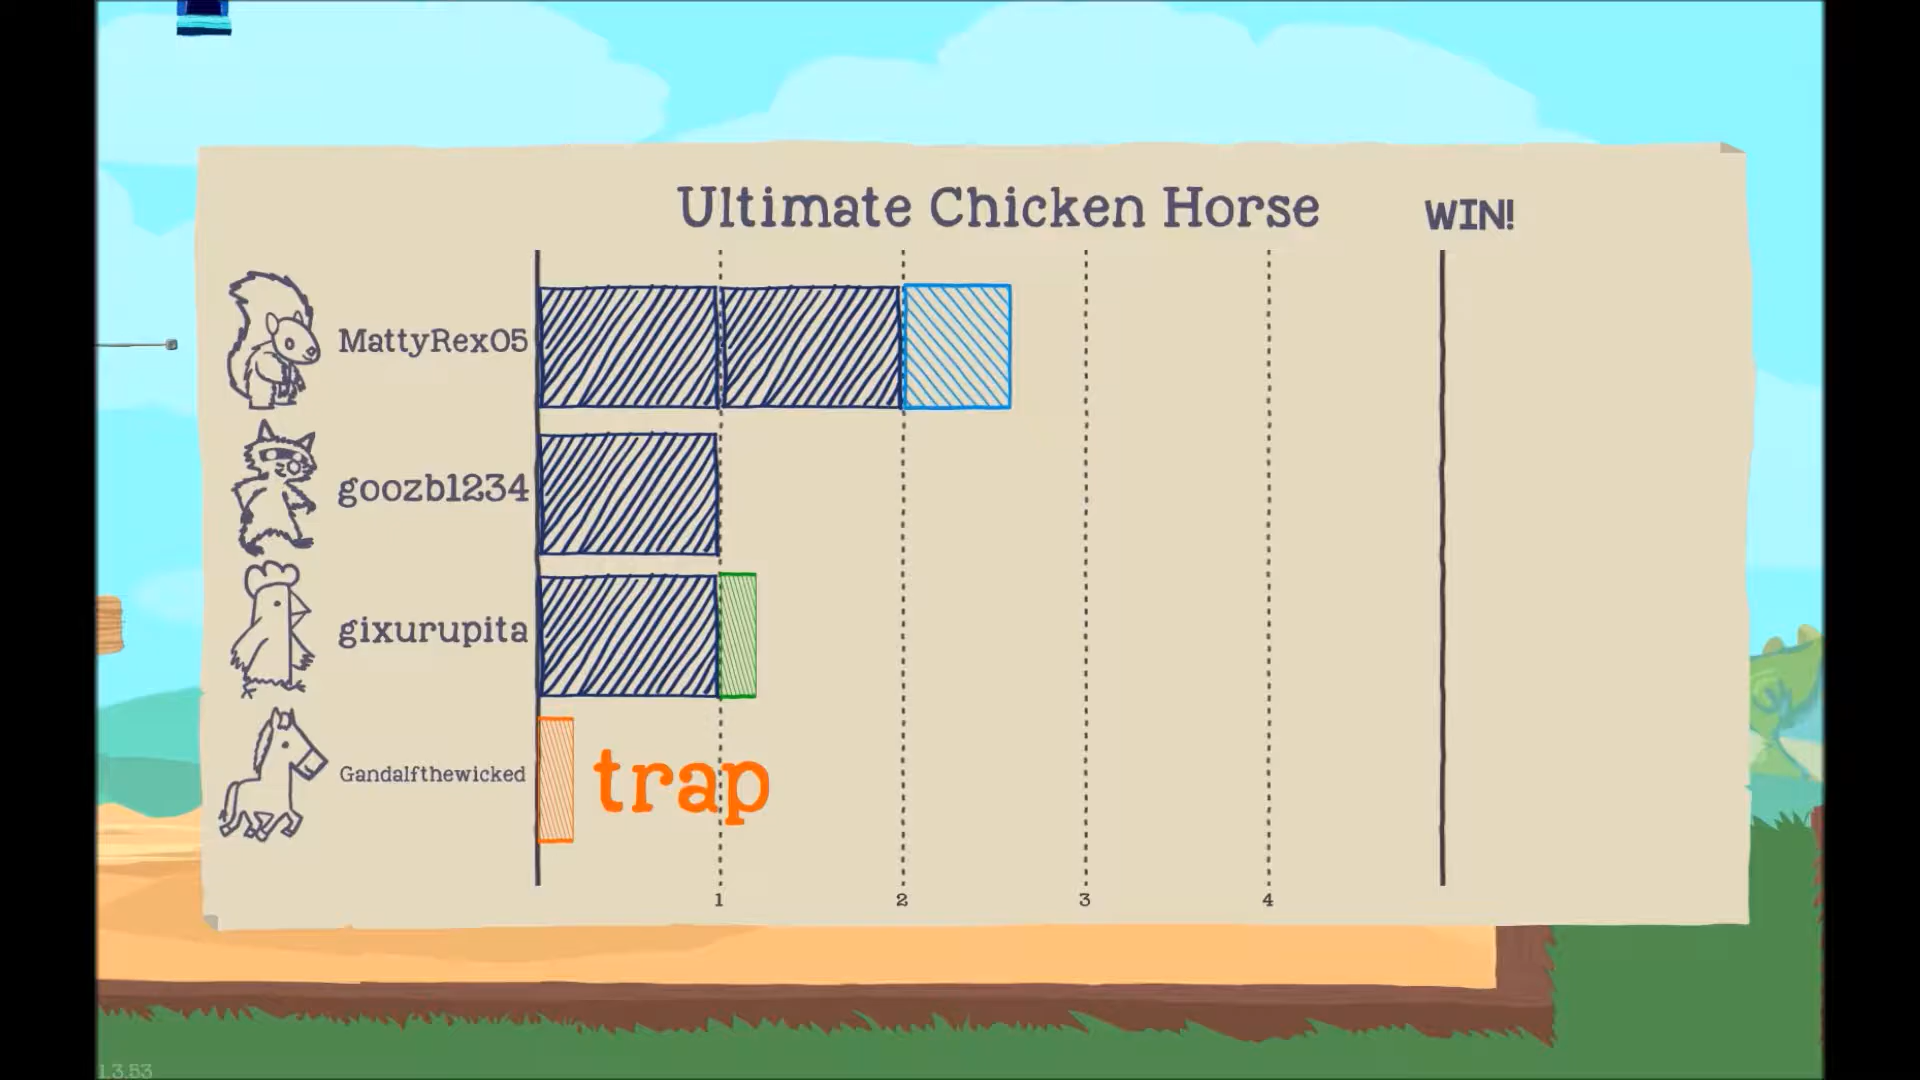 Ultimate Chicken Horse
WIN!
MattyRex05
goozb1234
gixurupita
Gandalfthewicked
trap
1 2 3 4
1.3.53